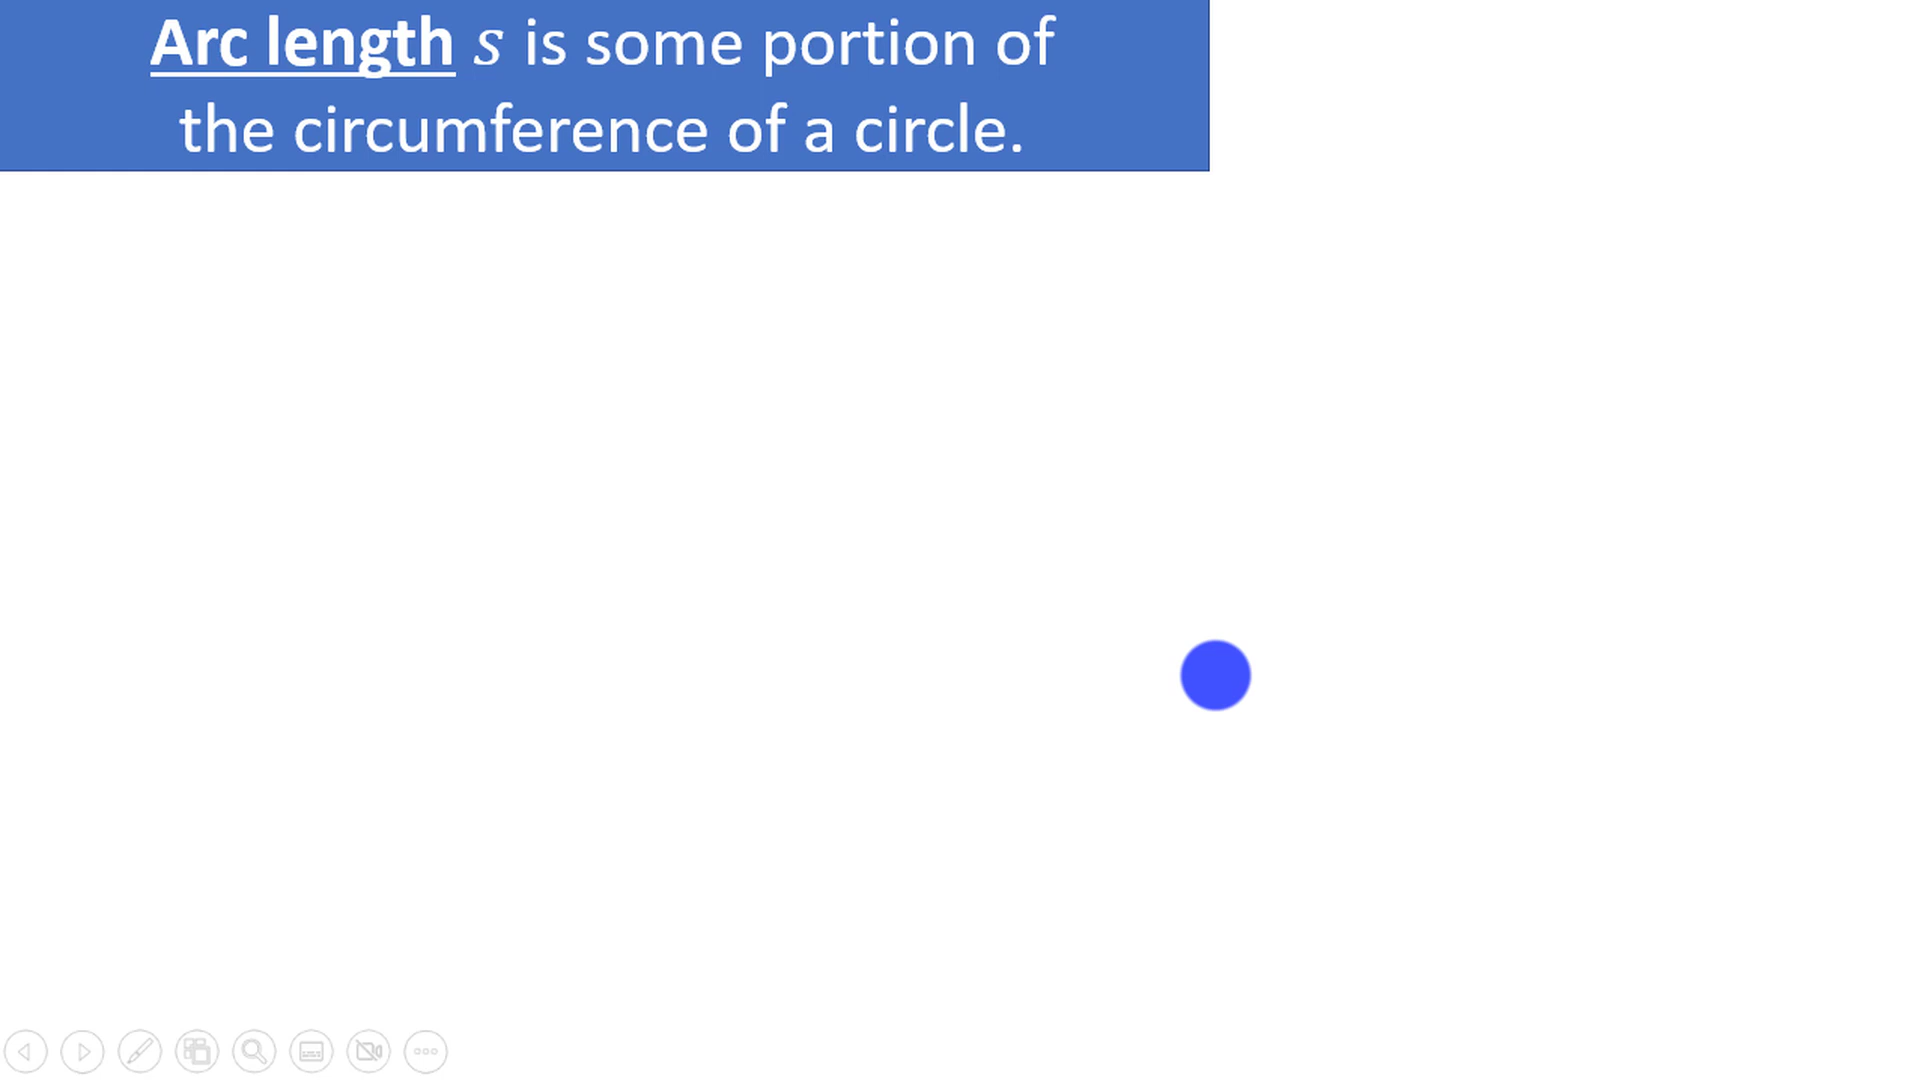 Arc length s is some portion of
the circumference of a circle.